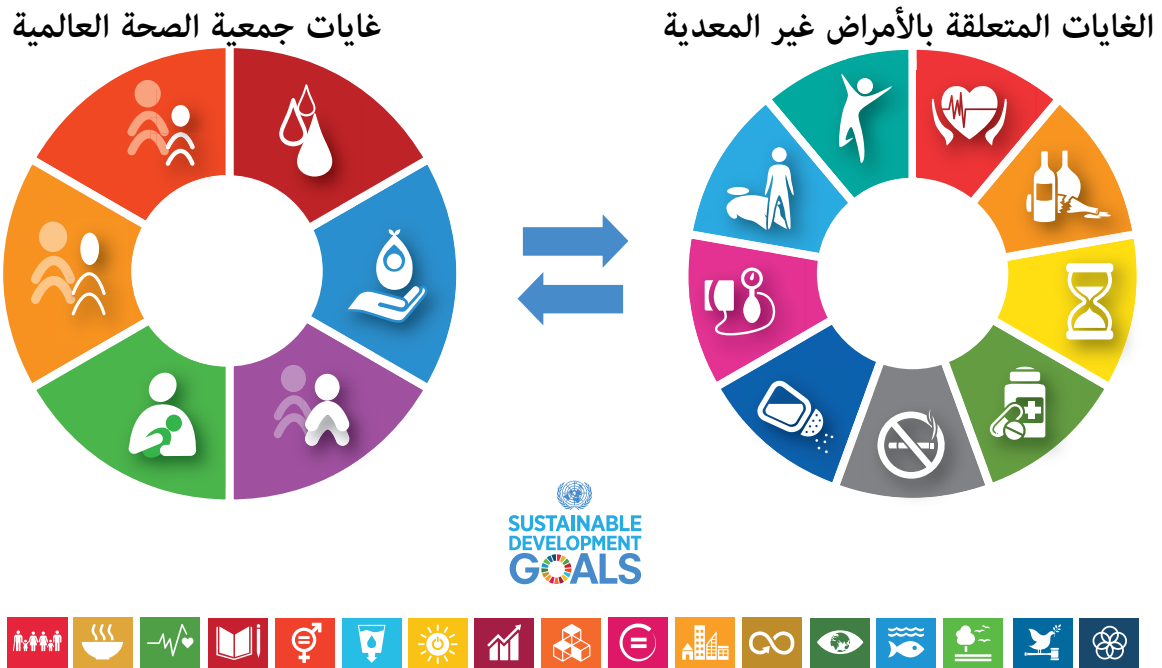 الغايات المتعلقة بالأمراض غير المعدية
غايات جمعية الصحة العالمية
SUSTAINABLE
DEVELOPMENT
GOALS